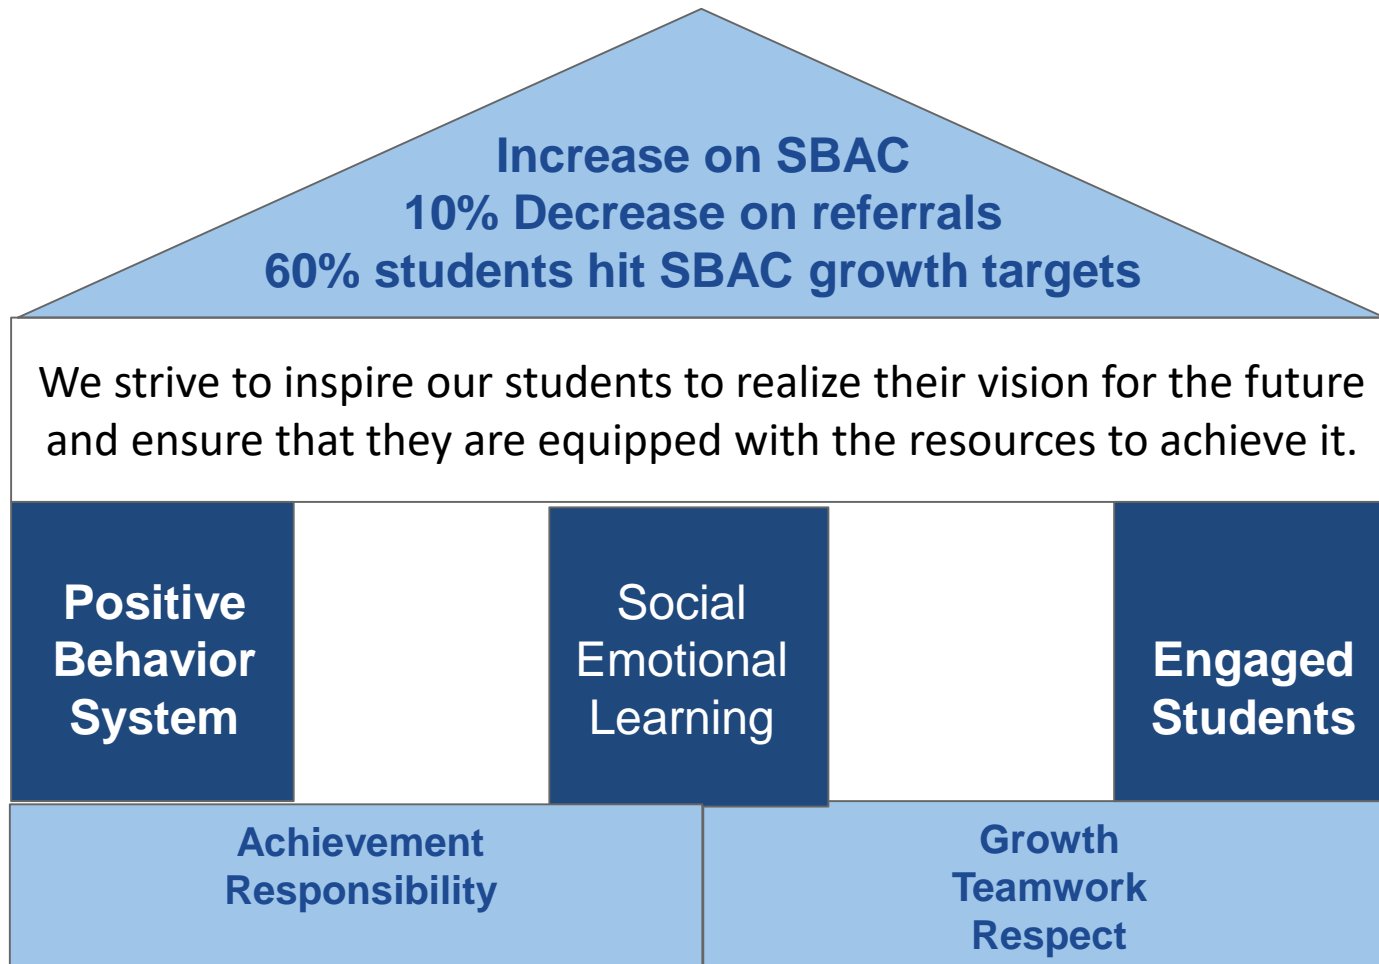 Increase on SBAC
10% Decrease on referrals
60% students hit SBAC growth targets
We strive to inspire our students to realize their vision for the future
and ensure that they are equipped with the resources to achieve it.
Positive
Behavior
System
Social
Emotional
Learning
Engaged
Students
Achievement
Responsibility
Growth
Teamwork
Respect